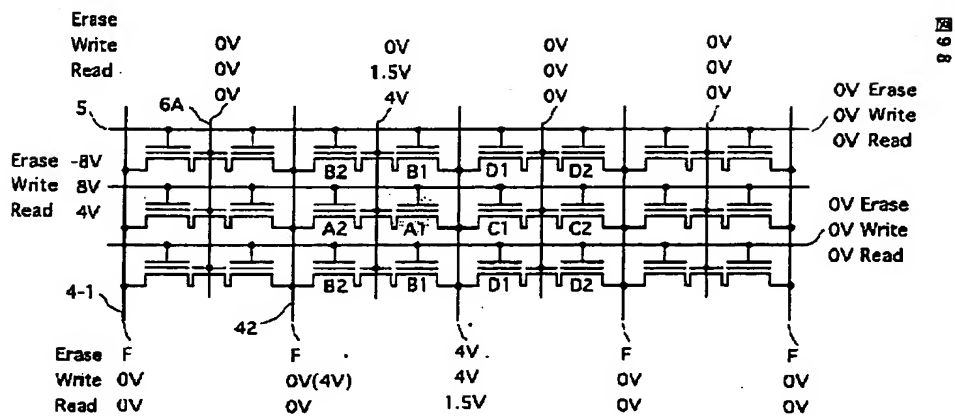 Erase
Write 0V 0V 0V 0V
Read 0V 1.5V 0V 0V
0V 4V 0V 0V
図98
5 6A
0V Erase
0V Write
0V Read
B2 B1 D1 D2
Erase -8V
Write 8V
Read 4V
A2 A1 C1 C2
0V Erase
0V Write
0V Read
B2 B1 D1 D2
4-1 42
Erase F F 4V F F
Write 0V 0V(4V) 4V 0V 0V
Read 0V 0V 1.5V 0V 0V